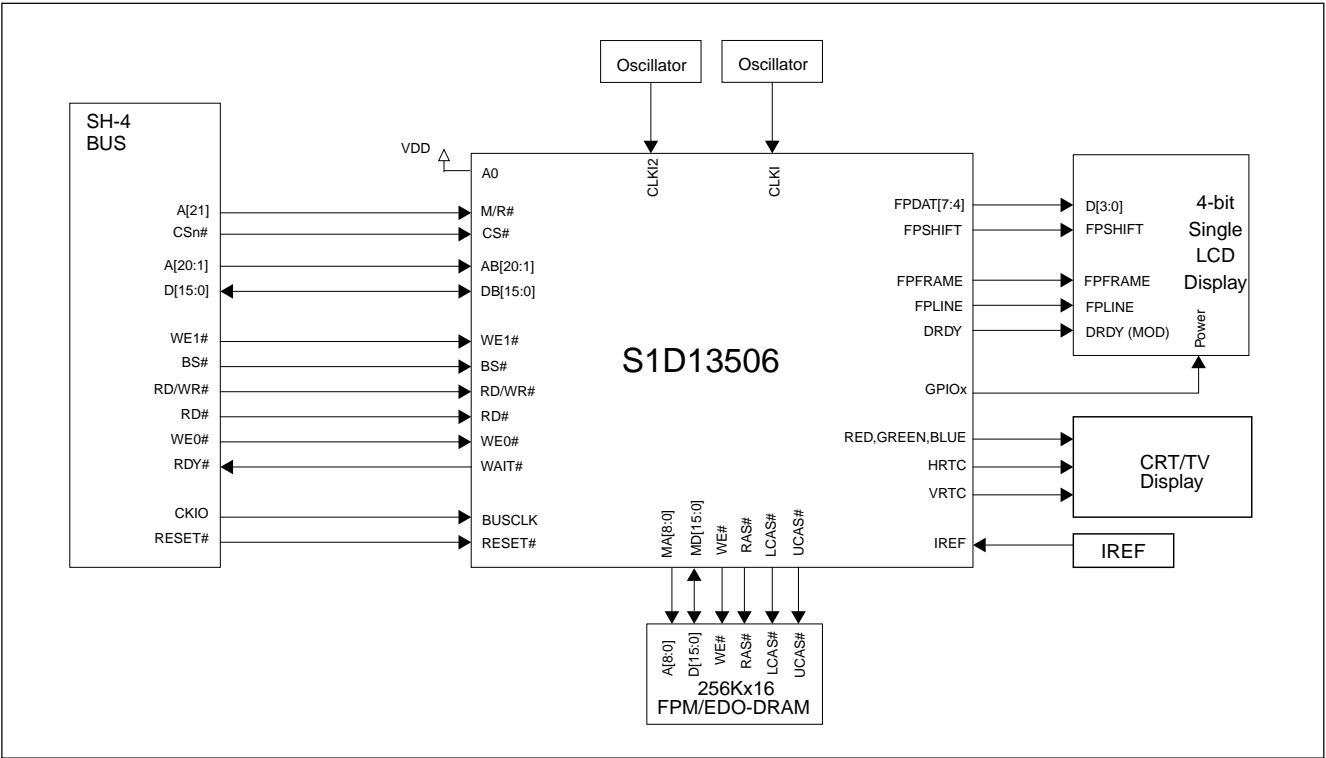 Oscillator
Oscillator
SH-4
BUS
VDD
A0
CLKI2
CLKI
A[21]
M/R#
CSn#
CS#
A[20:1]
AB[20:1]
D[15:0]
DB[15:0]
WE1#
WE1#
BS#
BS#
RD/WR#
RD/WR#
RD#
RD#
WE0#
WE0#
RDY#
WAIT#
CKIO
BUSCLK
RESET#
RESET#
S1D13506
FPDAT[7:4]
FPSHIFT
FPFRAME
FPLINE
DRDY
GPIOx
RED,GREEN,BLUE
HRTC
VRTC
IREF
D[3:0]
FPSHIFT
FPFRAME
FPLINE
DRDY (MOD)
4-bit
Single
LCD
Display
Power
CRT/TV
Display
IREF
MA[8:0]
MD[15:0]
WE#
RAS#
LCAS#
UCAS#
A[8:0]
D[15:0]
WE#
RAS#
LCAS#
UCAS#
256Kx16
FPM/EDO-DRAM